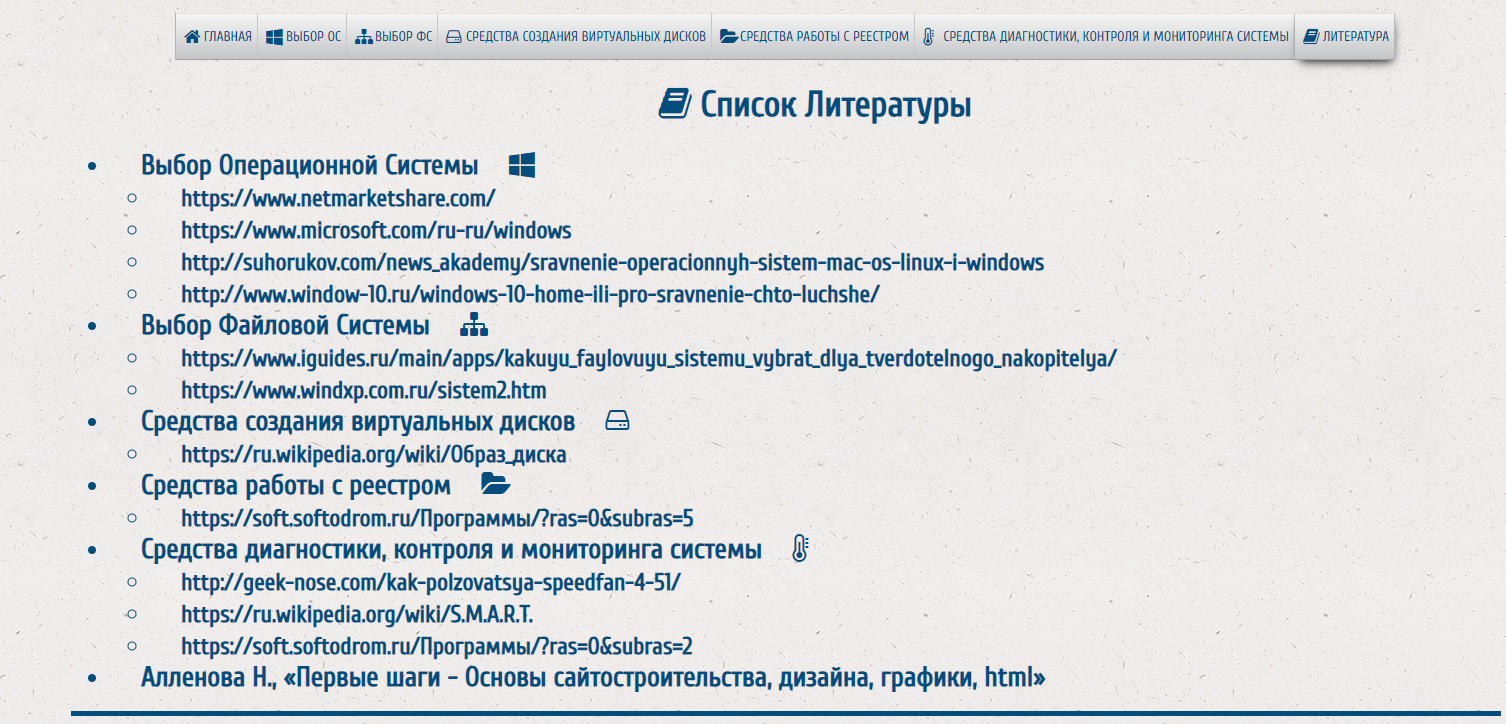 ГЛАВНАЯ ВЫБОР ОС ВЫБОР ФС СРЕДСТВА СОЗДАНИЯ ВИРТУАЛЬНЫХ ДИСКОВ СРЕДСТВА РАБОТЫ С РЕЕСТРОМ СРЕДСТВА ДИАГНОСТИКИ, КОНТРОЛЯ И МОНИТОРИНГА СИСТЕМЫ ЛИТЕРАТУРА
Список Литературы
Выбор Операционной Системы
https://www.netmarketshare.com/
https://www.microsoft.com/ru-ru/windows
http://suhorukov.com/news_akademy/sravnenie-operacionnyh-sistem-mac-os-linux-i-windows
http://www.window-10.ru/windows-10-home-ili-pro-sravnenie-chto-luchshe/
Выбор Файловой Системы
https://www.iguides.ru/main/apps/kakuyu_faylovuyu_sistemu_vybrat_dlya_tverdotelnogo_nakopitelya/
https://www.windxp.com.ru/sistem2.htm
Средства создания виртуальных дисков
https://ru.wikipedia.org/wiki/Образ_диска
Средства работы с реестром
https://soft.softodrom.ru/Программы/?ras=0&subras=5
Средства диагностики, контроля и мониторинга системы
http://geek-nose.com/kak-polzovatsya-speedfan-4-51/
https://ru.wikipedia.org/wiki/S.M.A.R.T.
https://soft.softodrom.ru/Программы/?ras=0&subras=2
Алленова Н., «Первые шаги - Основы сайтостроительства, дизайна, графики, html»